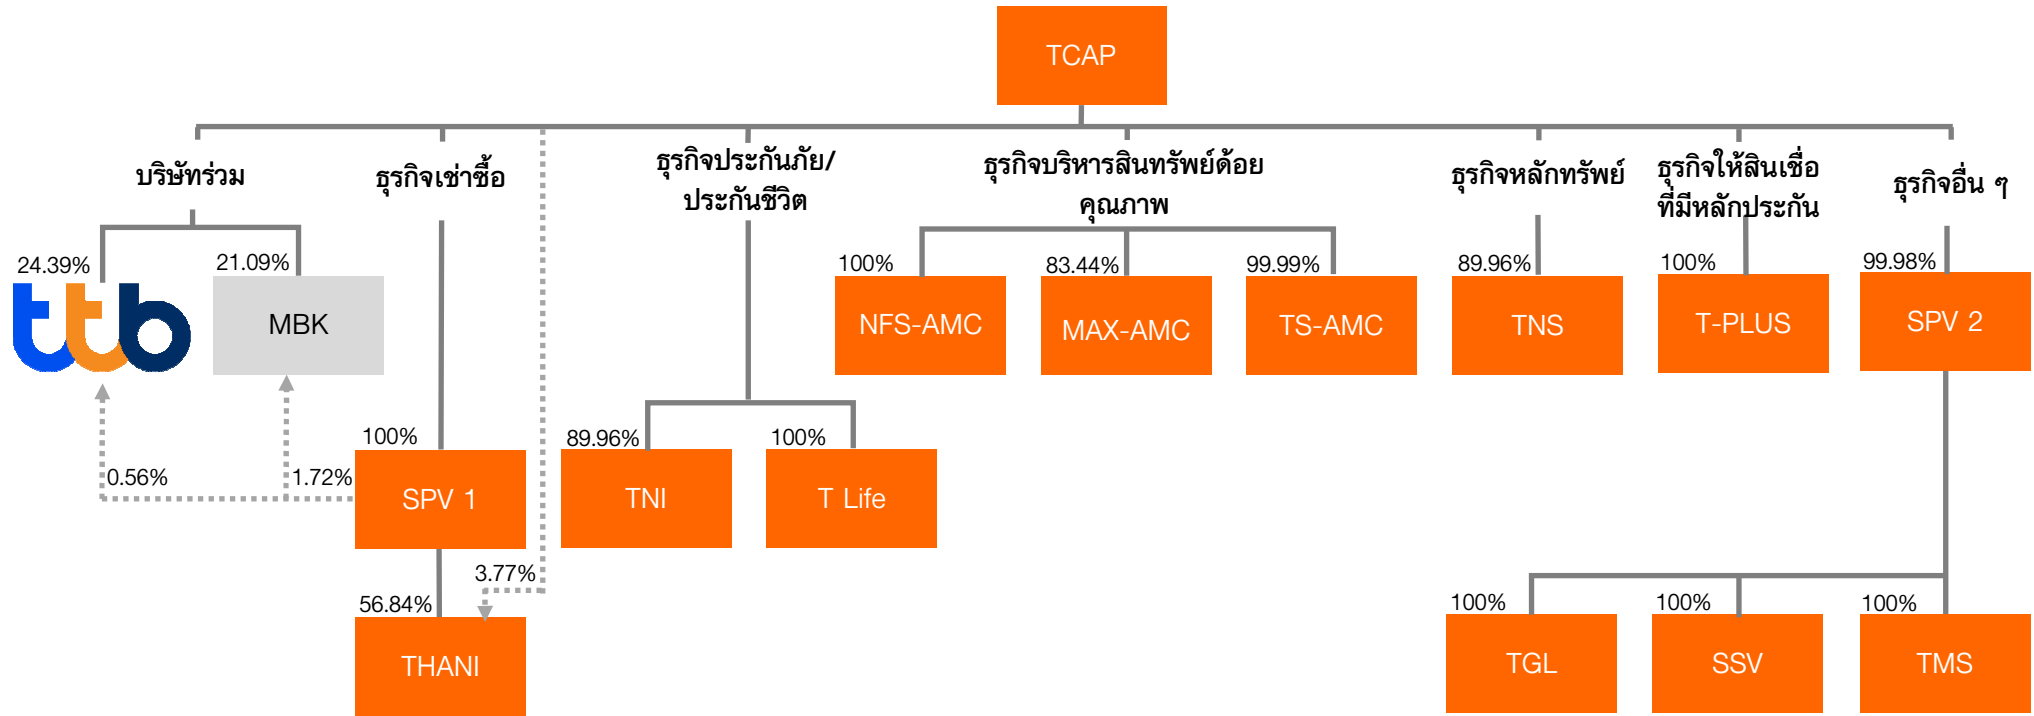 TCAP
บริษัทร่วม
ธุรกิจเช่าซื้อ
ธุรกิจประกันภัย/
ประกันชีวิต
ธุรกิจบริหารสินทรัพย์ด้อย
คุณภาพ
ธุรกิจหลักทรัพย์
ธุรกิจให้สินเชื่อ
ที่มีหลักประกัน
ธุรกิจอื่น ๆ
24.39%
ttb
21.09%
MBK
100%
NFS-AMC
83.44%
MAX-AMC
99.99%
TS-AMC
89.96%
TNS
100%
T-PLUS
99.98%
SPV 2
0.56%
1.72%
100%
SPV 1
89.96%
TNI
100%
T Life
3.77%
56.84%
THANI
100%
TGL
100%
SSV
100%
TMS